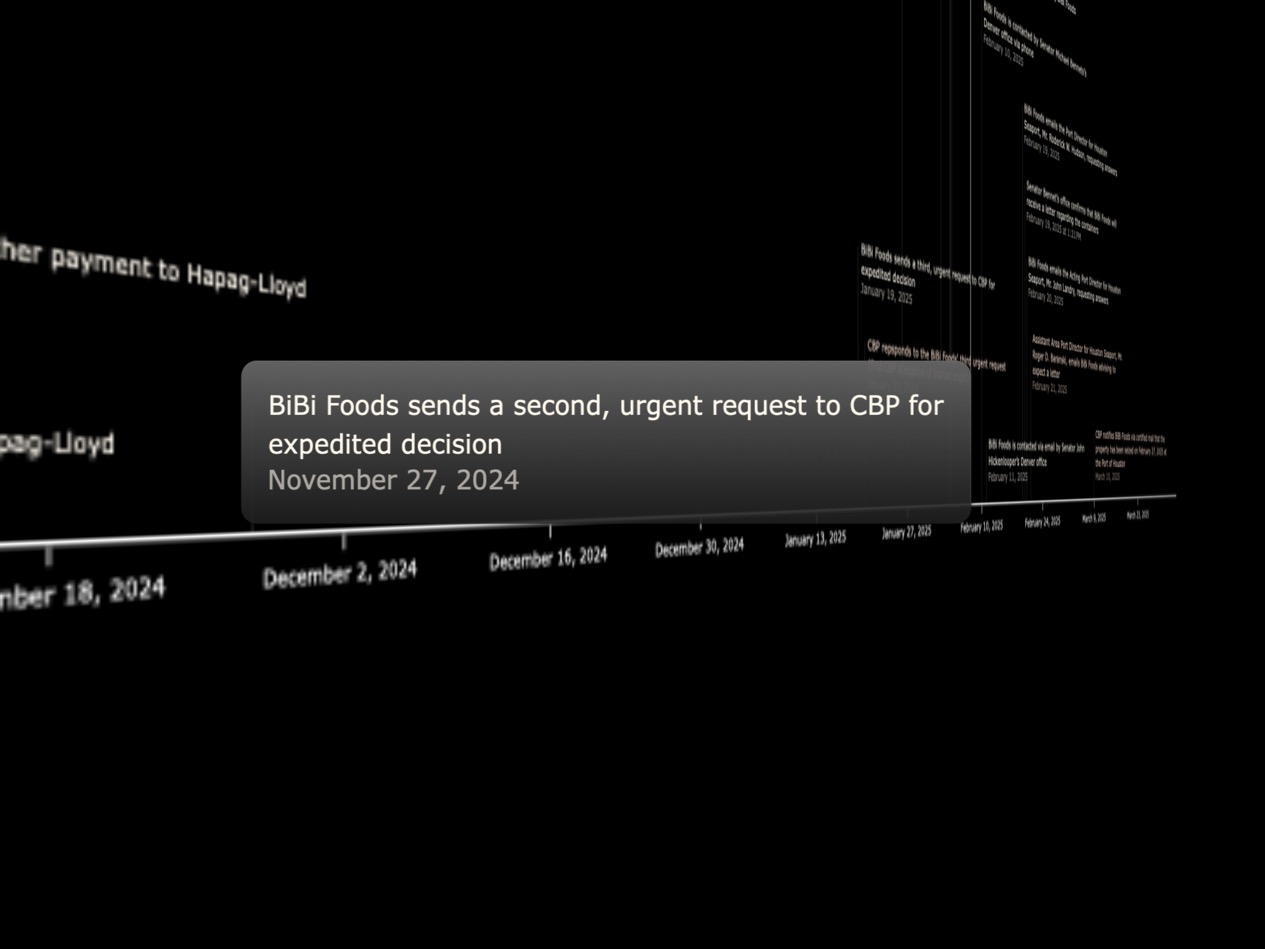 BiBi Foods is contacted by Senator Michael Bennet's
Denver office via phone
February 10, 2025
BiBi Foods emails the Port Director for Houston
Seaport, Mr. Roderick W. Hudson, requesting answers
February 19, 2025
Senator Bennet's office confirms that BiBi Foods will
receive a letter regarding the containers
February 19, 2025 at 1:31PM
her payment to Hapag-Lloyd
BiBi Foods sends a third, urgent request to CBP for
expedited decision
January 19, 2025
BiBi Foods emails the Acting Port Director for Houston
Seaport, Mr. John Landry, requesting answers
February 20, 2025
CBP repsponds to the BiBi Foods' third urgent request
Assistant Area Port Director for Houston Seaport, Mr.
emails BiBi Foods advising to
expect a letter
February 21, 2025
BiBi Foods sends a second, urgent request to CBP for
expedited decision
November 27, 2024
pag-Lloyd
BiBi Foods is contacted via email by Senator John
Hickenlooper's Denver office
February 11, 2025
CBP notifies BiBi Foods via certified mail that the
property has been seized on February 27, 2025 at
the Port of Houston
March 10, 2025
mber 18, 2024
December 2, 2024
December 16, 2024
December 30, 2024
January 13, 2025
January 27, 2025
February 10, 2025
February 24, 2025
March 9, 2025
March 23, 2025